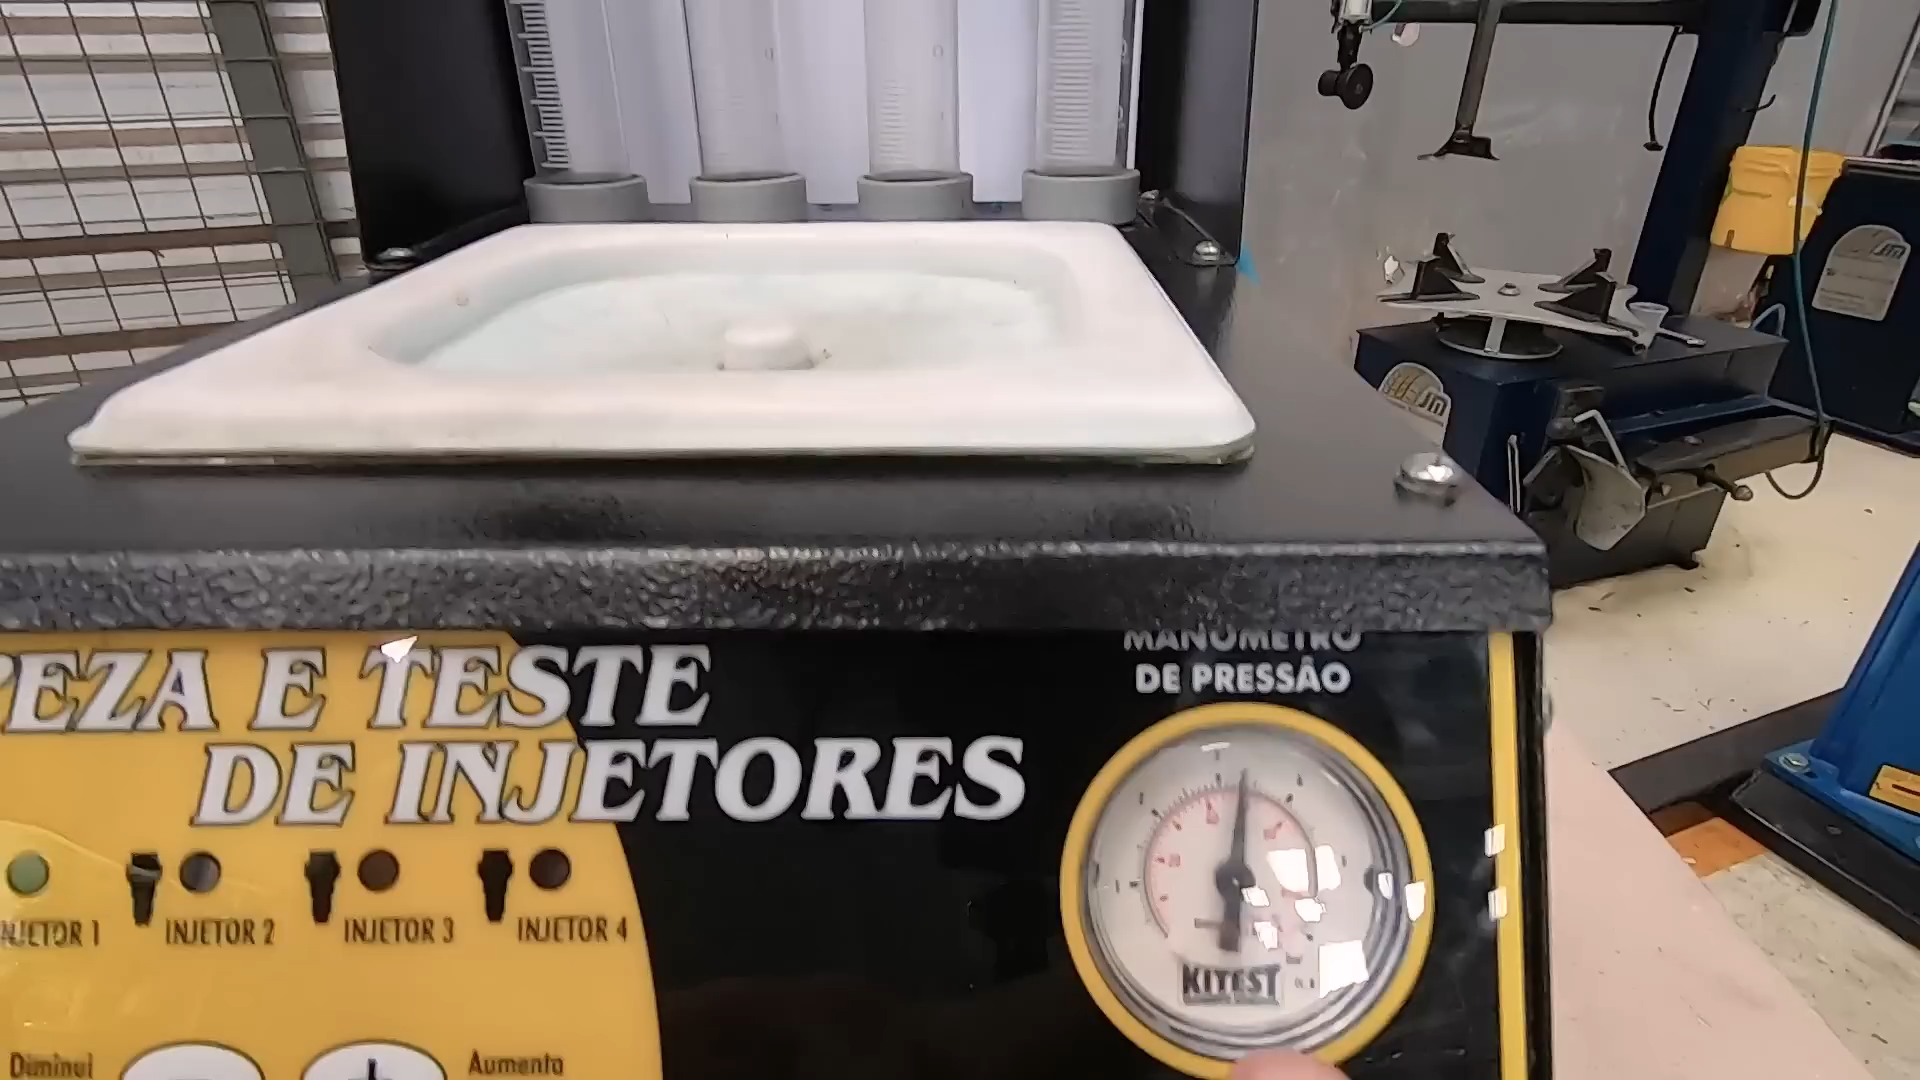 MANÔMETRO
DE PRESSÃO
PEZA E TESTE
DE INJETORES
KITEST
INJETOR 1
INJETOR 2
INJETOR 3
INJETOR 4
Diminui
Aumenta